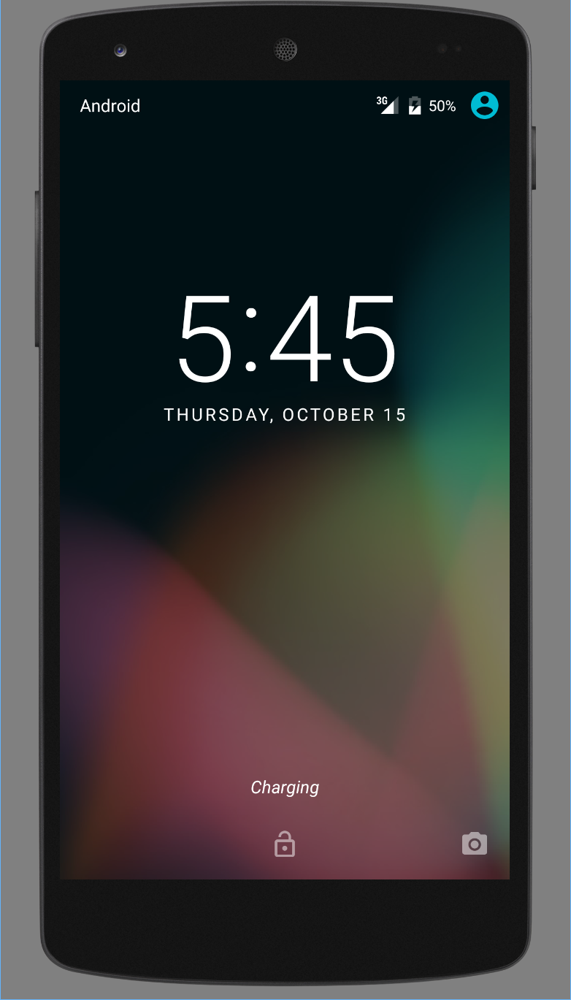 Android 3G 50%
5:45
THURSDAY, OCTOBER 15
Charging